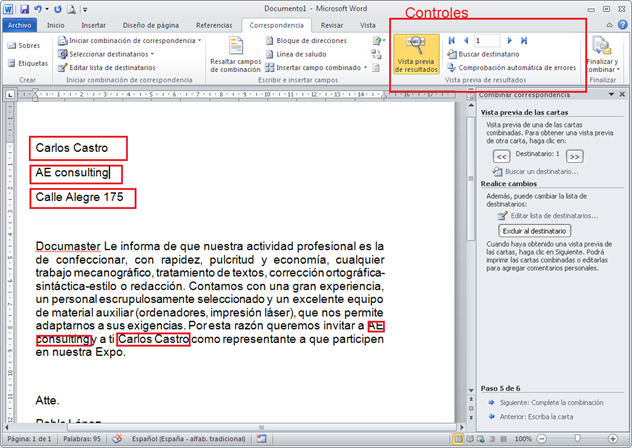 Documento1 - Microsoft Word
Controles
Archivo Inicio Insertar Diseño de página Referencias Correspondencia Revisar Vista
Sobres
Etiquetas
Crear
Iniciar combinación de correspondencia
Seleccionar destinatarios
Editar lista de destinatarios
Iniciar combinación de correspondencia
Resaltar campos de combinación
Bloque de direcciones
Línea de saludo
Insertar campo combinado
Escribir e insertar campos
Vista previa de resultados
1
Buscar destinatario
Comprobación automática de errores
Vista previa de resultados
Finalizar y combinar
Finalizar
Carlos Castro
AE consulting
Calle Alegre 175
Documaster Le informa de que nuestra actividad profesional es la
de confeccionar, con rapidez, pulcritud y economía, cualquier
trabajo mecanográfico, tratamiento de textos, corrección ortográfica-
sintáctica-estilo o redacción. Contamos con una gran experiencia,
un personal escrupulosamente seleccionado y un excelente equipo
de material auxiliar (ordenadores, impresión láser), que nos permite
adaptarnos a sus exigencias. Por esta razón queremos invitar a AE
consulting y a ti Carlos Castro como representante a que participen
en nuestra Expo.
Atte.
Pablo López
Combinar correspondencia
Vista previa de las cartas
Vista previa de una de las cartas
combinadas. Para obtener una vista previa
de otra carta, haga clic en:
<< Destinatario: 1 >>
Buscar un destinatario...
Realice cambios
Además, puede cambiar la lista de
destinatarios:
Editar lista de destinatarios...
Excluir al destinatario
Cuando haya obtenido una vista previa de
las cartas, haga clic en Siguiente. Podrá
imprimir las cartas combinadas o editarlas
para agregar comentarios personales.
Paso 5 de 6
Siguiente: Complete la combinación
Anterior: Escriba la carta
Página: 1 de 1 Palabras: 95 Español (España - alfab. tradicional)